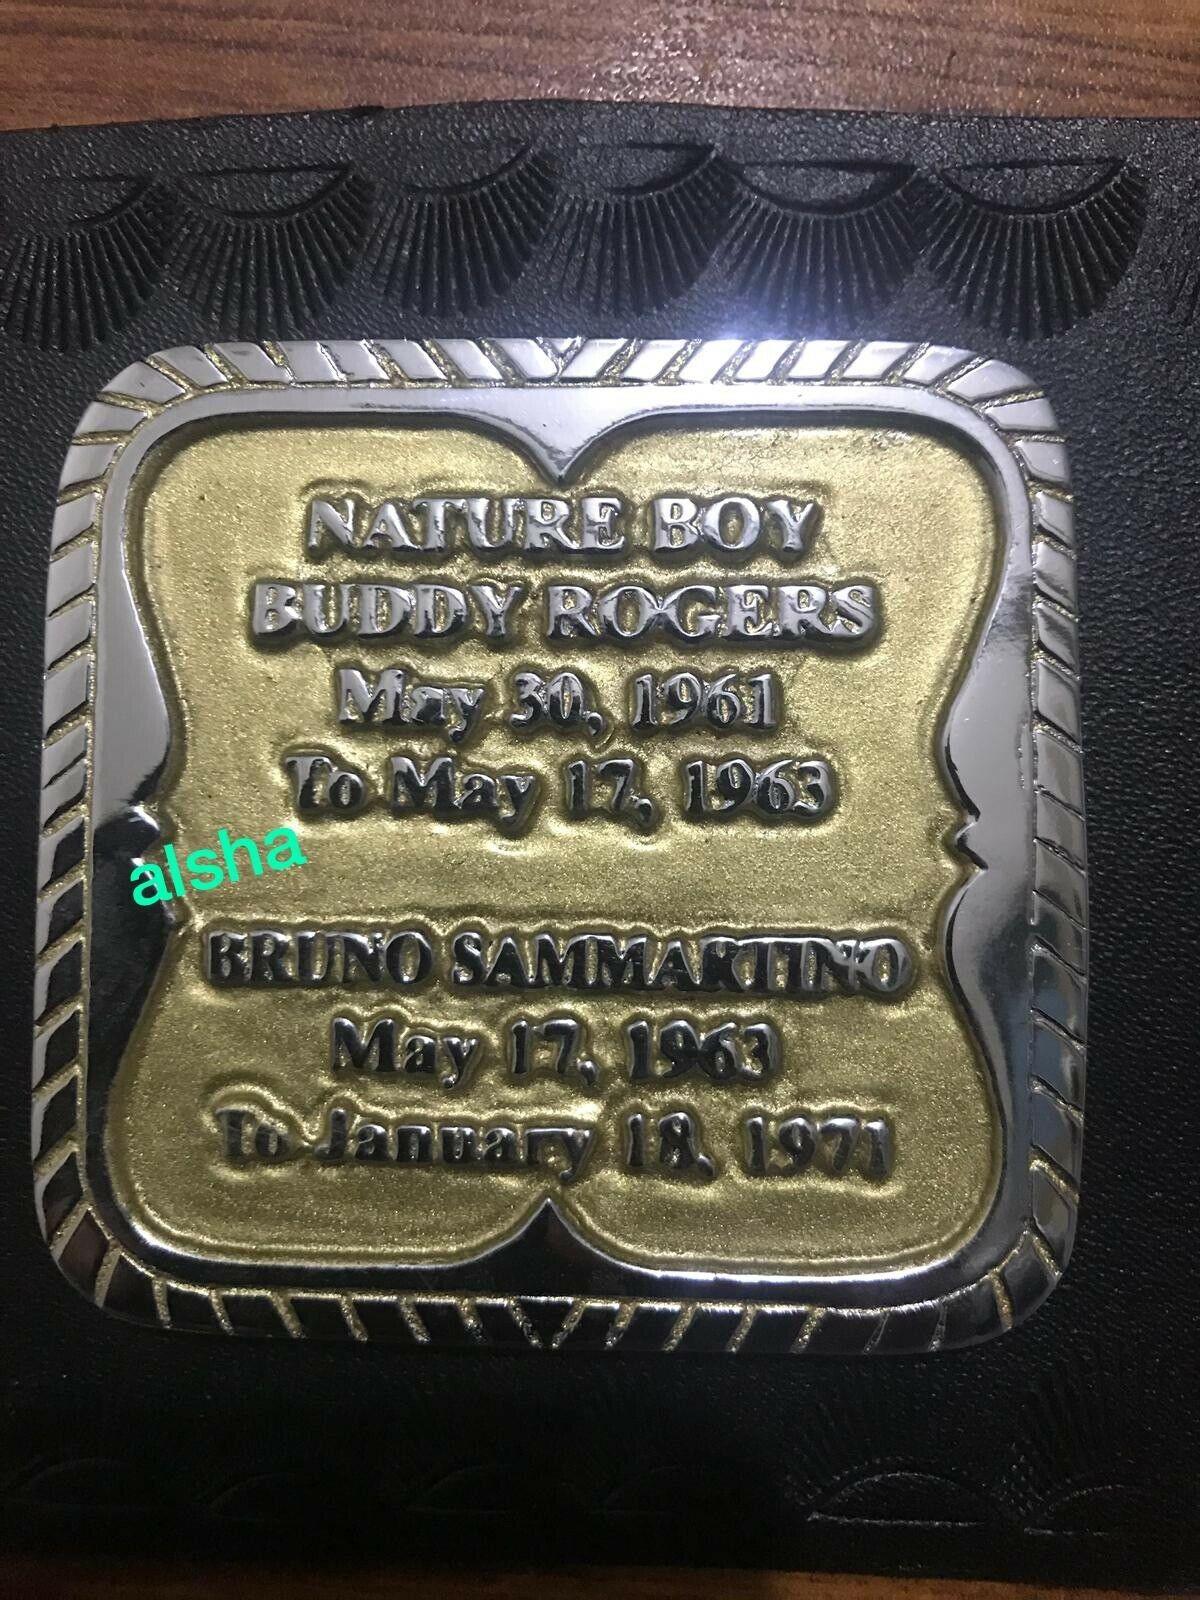 NATURE BOY
BUDDY ROGERS
May 30, 1961
To May 17, 1963
alsha
BRUNO SAMMARTINO
May 17, 1963
To January 18, 1971